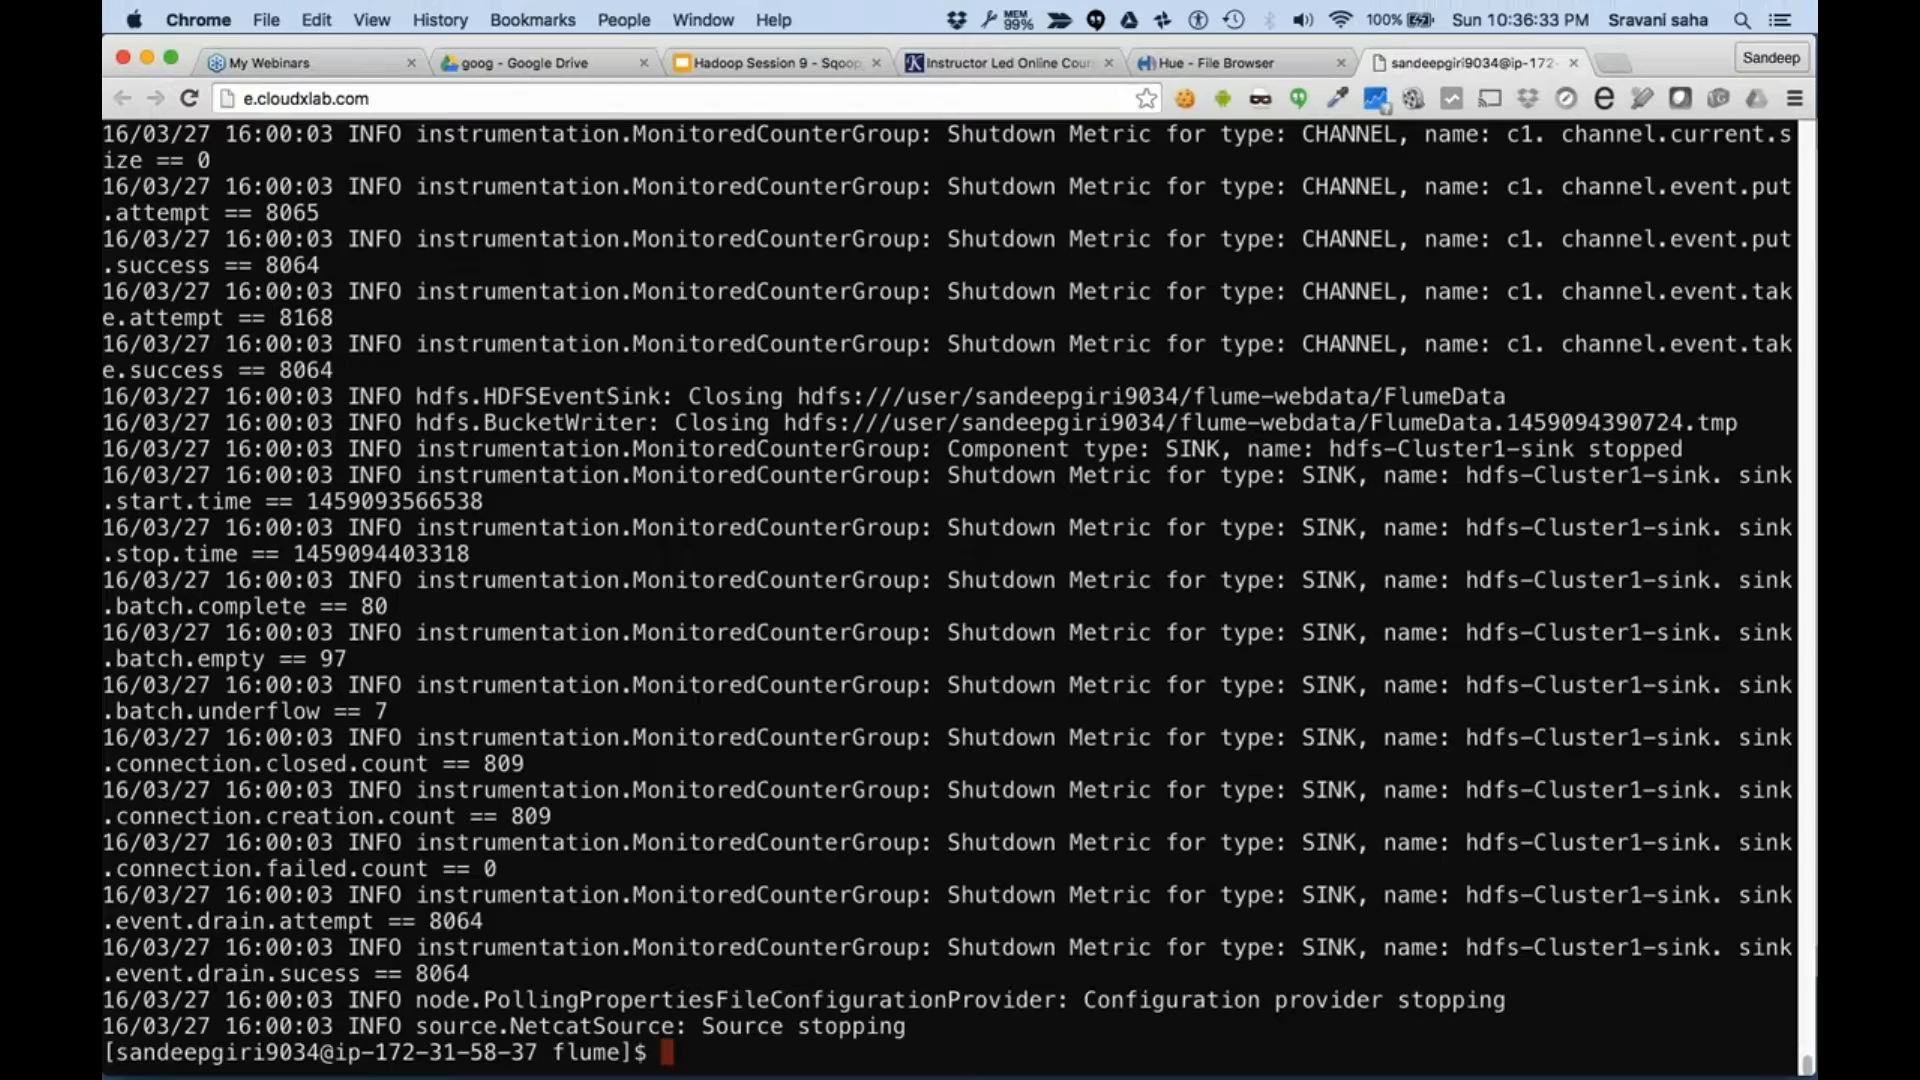 Chrome File Edit View History Bookmarks People Window Help MEM 99% 100% Sun 10:36:33 PM Sravani saha
My Webinars goog - Google Drive Hadoop Session 9 - Sqoop Instructor Led Online Cour Hue - File Browser sandeepgiri9034@ip-172- Sandeep
e.cloudxlab.com
16/03/27 16:00:03 INFO instrumentation.MonitoredCounterGroup: Shutdown Metric for type: CHANNEL, name: c1. channel.current.s
ize == 0
16/03/27 16:00:03 INFO instrumentation.MonitoredCounterGroup: Shutdown Metric for type: CHANNEL, name: c1. channel.event.put
.attempt == 8065
16/03/27 16:00:03 INFO instrumentation.MonitoredCounterGroup: Shutdown Metric for type: CHANNEL, name: c1. channel.event.put
.success == 8064
16/03/27 16:00:03 INFO instrumentation.MonitoredCounterGroup: Shutdown Metric for type: CHANNEL, name: c1. channel.event.tak
e.attempt == 8168
16/03/27 16:00:03 INFO instrumentation.MonitoredCounterGroup: Shutdown Metric for type: CHANNEL, name: c1. channel.event.tak
e.success == 8064
16/03/27 16:00:03 INFO hdfs.HDFSEventSink: Closing hdfs:///user/sandeepgiri9034/flume-webdata/FlumeData
16/03/27 16:00:03 INFO hdfs.BucketWriter: Closing hdfs:///user/sandeepgiri9034/flume-webdata/FlumeData.1459094390724.tmp
16/03/27 16:00:03 INFO instrumentation.MonitoredCounterGroup: Component type: SINK, name: hdfs-Cluster1-sink stopped
16/03/27 16:00:03 INFO instrumentation.MonitoredCounterGroup: Shutdown Metric for type: SINK, name: hdfs-Cluster1-sink. sink
.start.time == 1459093566538
16/03/27 16:00:03 INFO instrumentation.MonitoredCounterGroup: Shutdown Metric for type: SINK, name: hdfs-Cluster1-sink. sink
.stop.time == 1459094403318
16/03/27 16:00:03 INFO instrumentation.MonitoredCounterGroup: Shutdown Metric for type: SINK, name: hdfs-Cluster1-sink. sink
.batch.complete == 80
16/03/27 16:00:03 INFO instrumentation.MonitoredCounterGroup: Shutdown Metric for type: SINK, name: hdfs-Cluster1-sink. sink
.batch.empty == 97
16/03/27 16:00:03 INFO instrumentation.MonitoredCounterGroup: Shutdown Metric for type: SINK, name: hdfs-Cluster1-sink. sink
.batch.underflow == 7
16/03/27 16:00:03 INFO instrumentation.MonitoredCounterGroup: Shutdown Metric for type: SINK, name: hdfs-Cluster1-sink. sink
.connection.closed.count == 809
16/03/27 16:00:03 INFO instrumentation.MonitoredCounterGroup: Shutdown Metric for type: SINK, name: hdfs-Cluster1-sink. sink
.connection.creation.count == 809
16/03/27 16:00:03 INFO instrumentation.MonitoredCounterGroup: Shutdown Metric for type: SINK, name: hdfs-Cluster1-sink. sink
.connection.failed.count == 0
16/03/27 16:00:03 INFO instrumentation.MonitoredCounterGroup: Shutdown Metric for type: SINK, name: hdfs-Cluster1-sink. sink
.event.drain.attempt == 8064
16/03/27 16:00:03 INFO instrumentation.MonitoredCounterGroup: Shutdown Metric for type: SINK, name: hdfs-Cluster1-sink. sink
.event.drain.sucess == 8064
16/03/27 16:00:03 INFO node.PollingPropertiesFileConfigurationProvider: Configuration provider stopping
16/03/27 16:00:03 INFO source.NetcatSource: Source stopping
[sandeepgiri9034@ip-172-31-58-37 flume]$